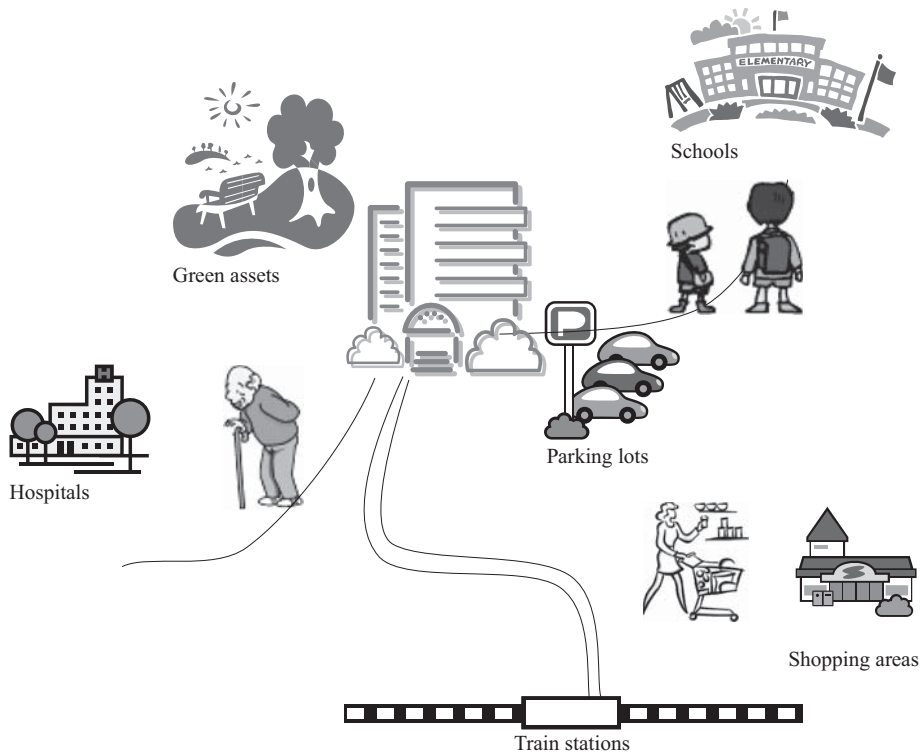 ELEMENTARY
Schools
Green assets
P
H
Parking lots
Hospitals
Shopping areas
Train stations